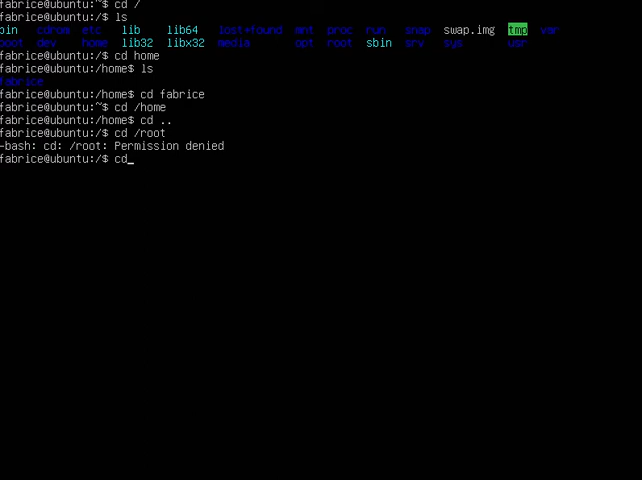 fabrice@ubuntu:~$ cd /
fabrice@ubuntu:/$ ls
bin cdrom etc lib lib64 lost+found mnt proc run snap swap.img tmp var
boot dev home lib32 libx32 media opt root sbin srv sys usr
fabrice@ubuntu:/$ cd home
fabrice@ubuntu:/home$ ls
fabrice
fabrice@ubuntu:/home$ cd fabrice
fabrice@ubuntu:~$ cd /home
fabrice@ubuntu:/home$ cd ..
fabrice@ubuntu:/$ cd /root
-bash: cd: /root: Permission denied
fabrice@ubuntu:/$ cd_